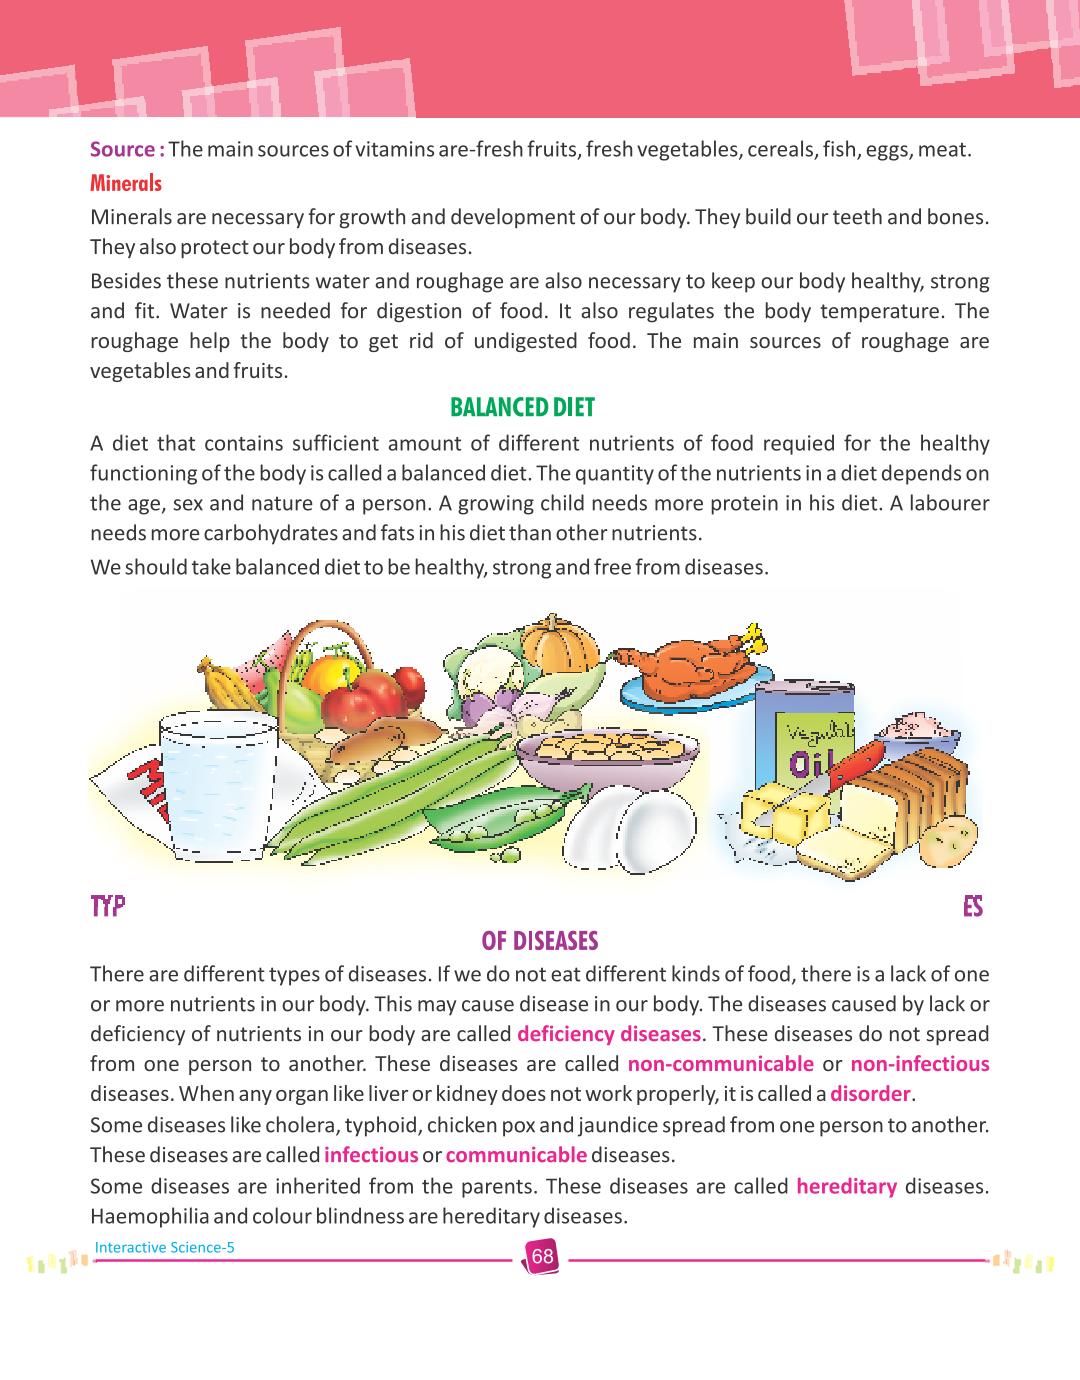 Source : The main sources of vitamins are-fresh fruits, fresh vegetables, cereals, fish, eggs, meat.
Minerals
Minerals are necessary for growth and development of our body. They build our teeth and bones.
They also protect our body from diseases.
Besides these nutrients water and roughage are also necessary to keep our body healthy, strong
and fit. Water is needed for digestion of food. It also regulates the body temperature. The
roughage help the body to get rid of undigested food. The main sources of roughage are
vegetables and fruits.
BALANCED DIET
A diet that contains sufficient amount of different nutrients of food requied for the healthy
functioning of the body is called a balanced diet. The quantity of the nutrients in a diet depends on
the age, sex and nature of a person. A growing child needs more protein in his diet. A labourer
needs more carbohydrates and fats in his diet than other nutrients.
We should take balanced diet to be healthy, strong and free from diseases.
Vegetable
Oil
TYP ES
OF DISEASES
There are different types of diseases. If we do not eat different kinds of food, there is a lack of one
or more nutrients in our body. This may cause disease in our body. The diseases caused by lack or
deficiency of nutrients in our body are called deficiency diseases. These diseases do not spread
from one person to another. These diseases are called non-communicable or non-infectious
diseases. When any organ like liver or kidney does not work properly, it is called a disorder.
Some diseases like cholera, typhoid, chicken pox and jaundice spread from one person to another.
These diseases are called infectious or communicable diseases.
Some diseases are inherited from the parents. These diseases are called hereditary diseases.
Haemophilia and colour blindness are hereditary diseases.
Interactive Science-5
68